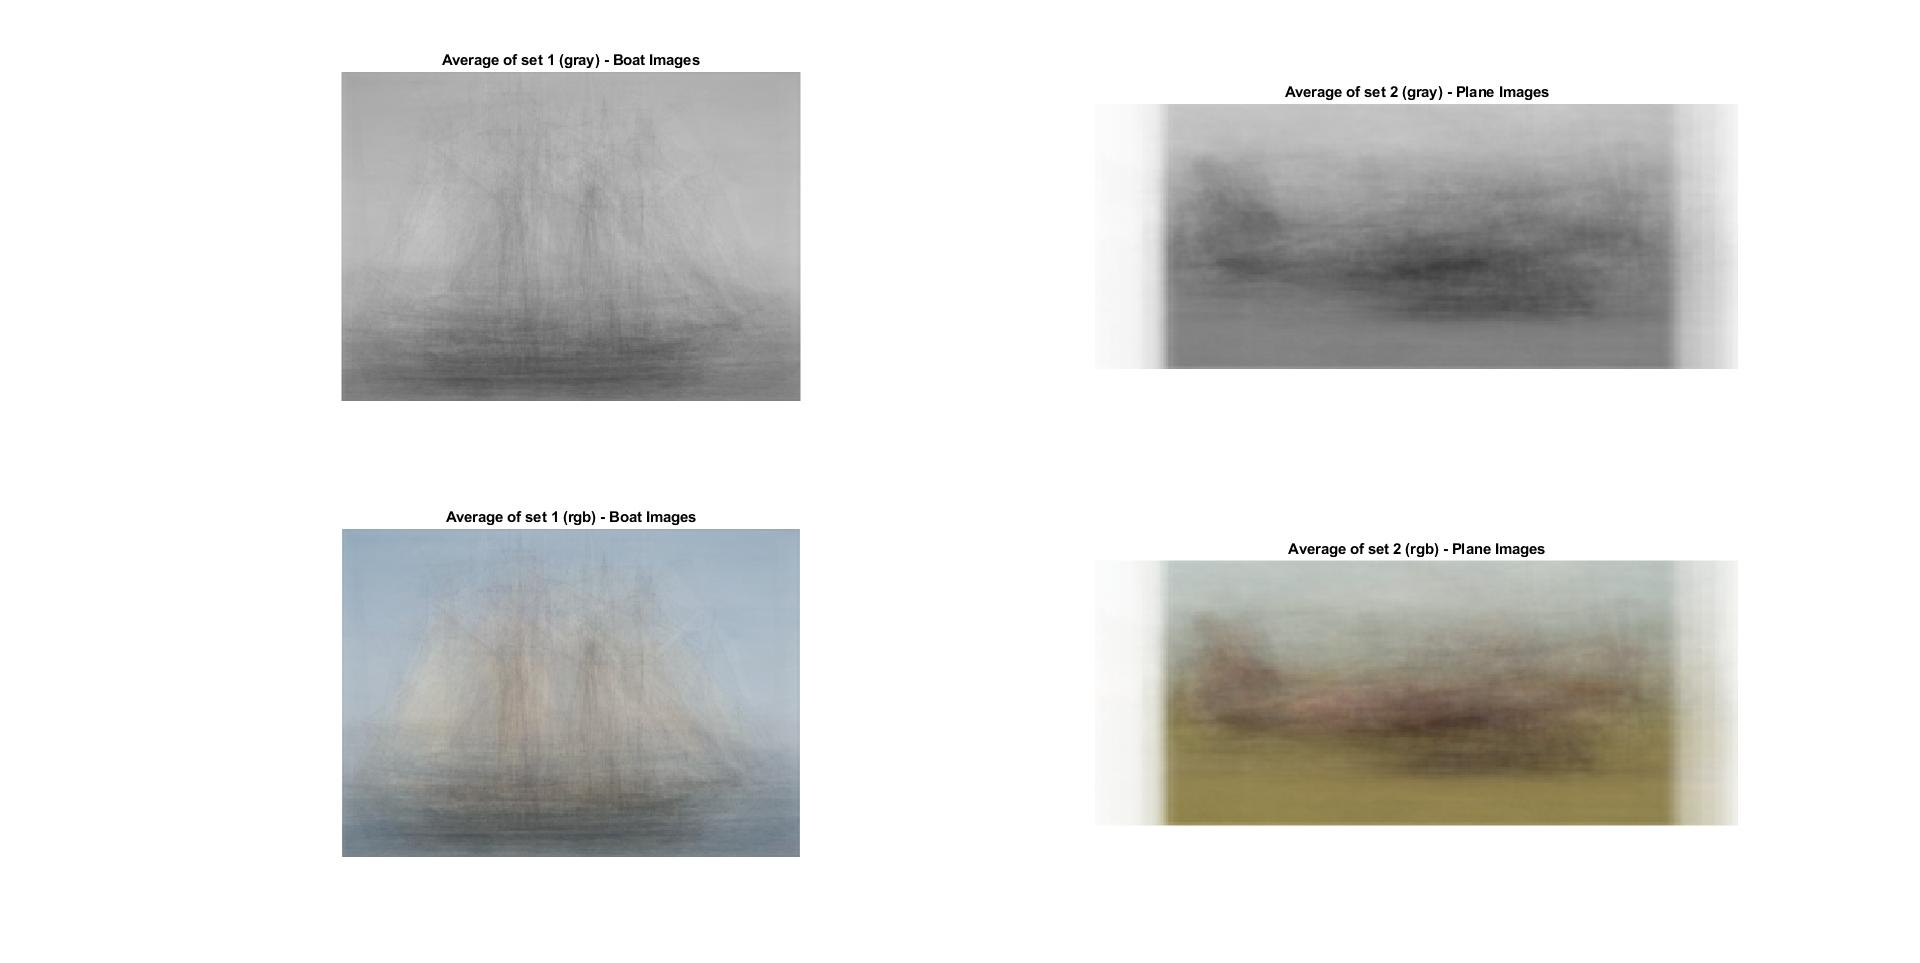 Average of set 1 (gray) - Boat Images
Average of set 2 (gray) - Plane Images
Average of set 1 (rgb) - Boat Images
Average of set 2 (rgb) - Plane Images